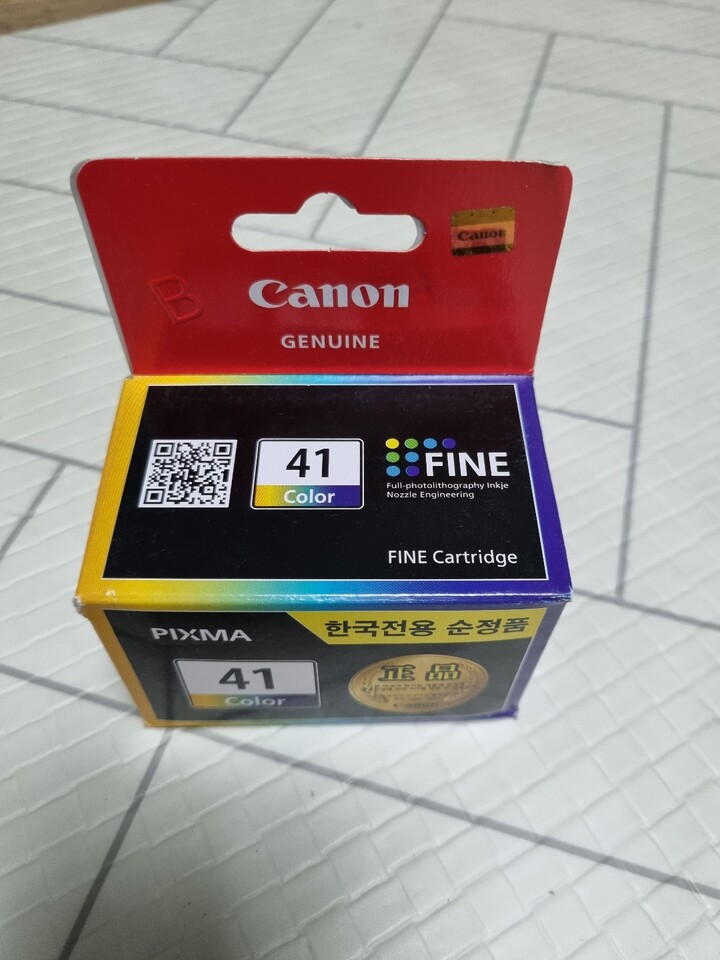 Canon
B
Canon
GENUINE
41
Color
FINE
Full-photolithography Inkje
Nozzle Engineering
FINE Cartridge
PIXMA
한국전용 순정품
41
Color
正品
Canon